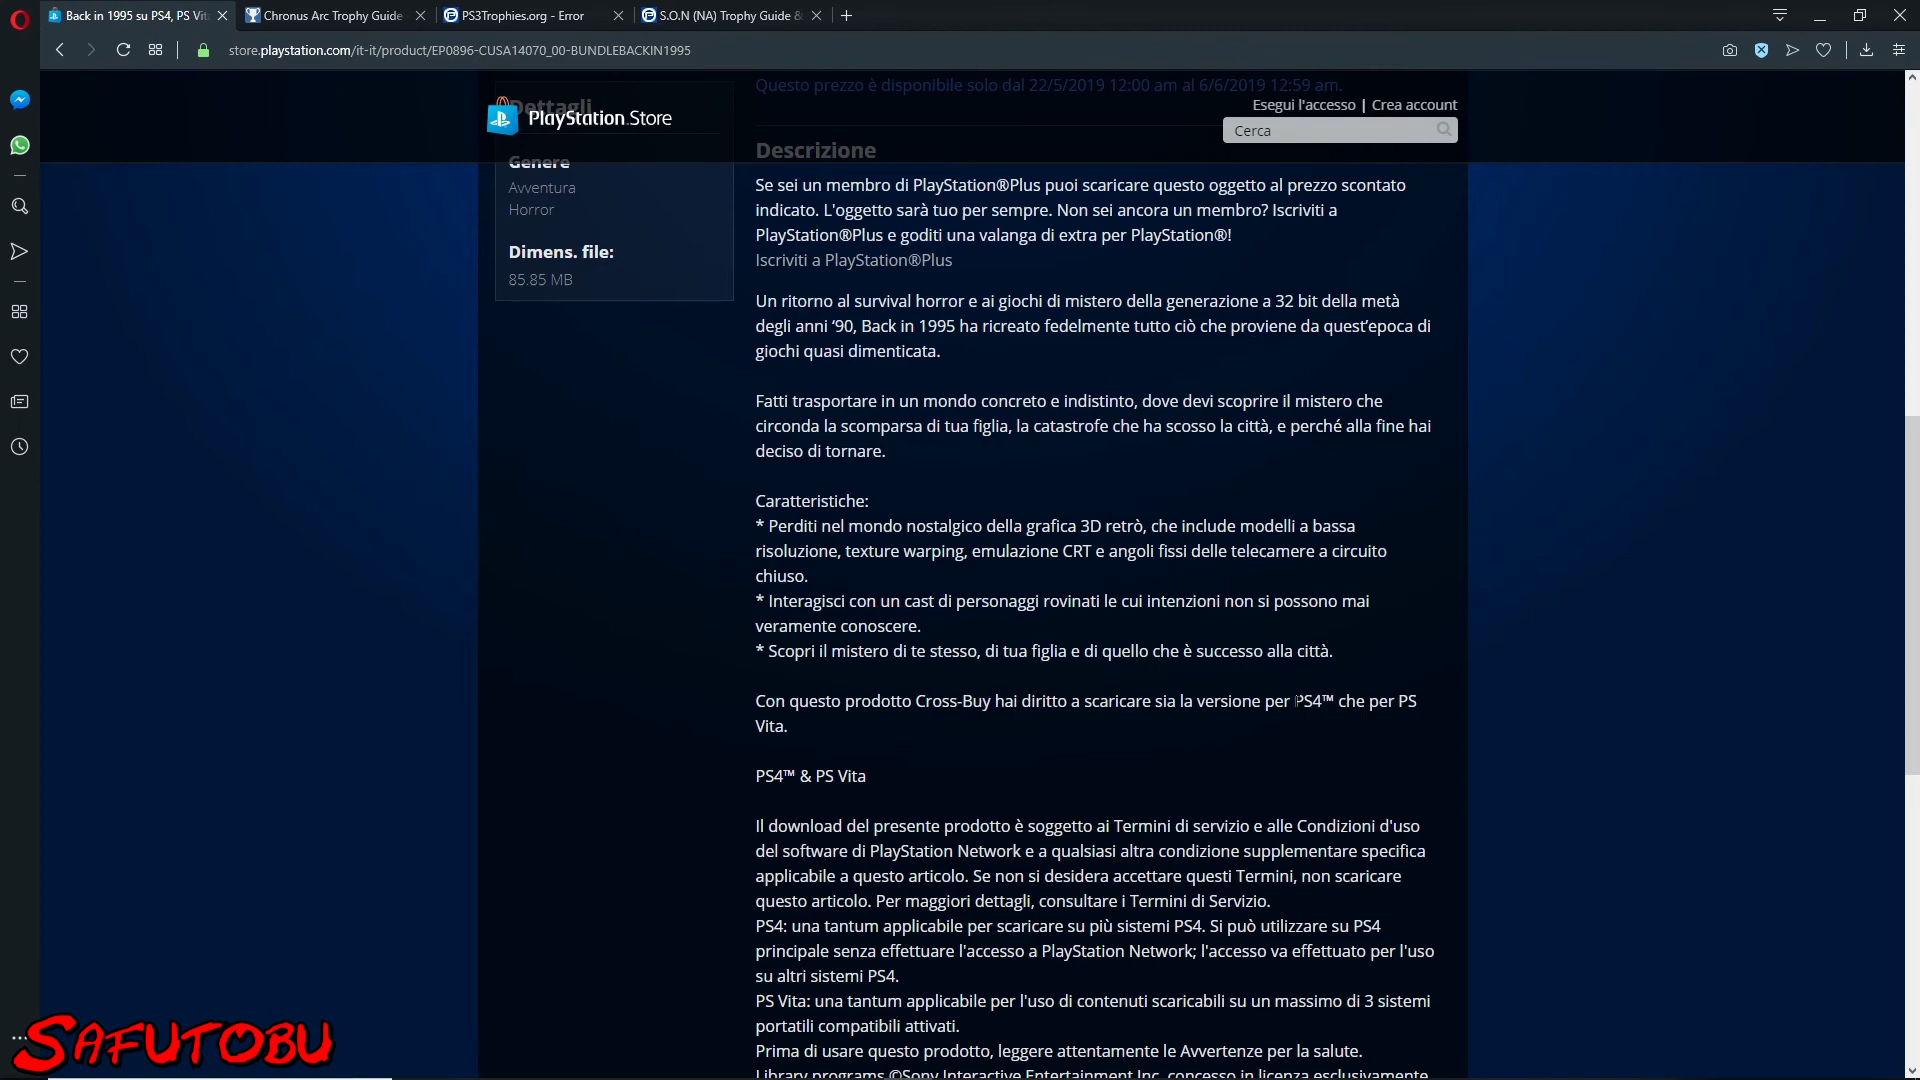 Back in 1995 su PS4, PS Vit
Chronus Arc Trophy Guide
PS3Trophies.org - Error
S.O.N (NA) Trophy Guide &
store.playstation.com/it-it/product/EP0896-CUSA14070_00-BUNDLEBACKIN1995
Questo prezzo è disponibile solo dal 22/5/2019 12:00 am al 6/6/2019 12:59 am.
Dettagli
PlayStation Store
Esegui l'accesso | Crea account
Cerca
Genere
Avventura
Horror
Dimens. file:
85.85 MB
Descrizione
Se sei un membro di PlayStation®Plus puoi scaricare questo oggetto al prezzo scontato
indicato. L'oggetto sarà tuo per sempre. Non sei ancora un membro? Iscriviti a
PlayStation®Plus e goditi una valanga di extra per PlayStation®!
Iscriviti a PlayStation®Plus
Un ritorno al survival horror e ai giochi di mistero della generazione a 32 bit della metà
degli anni ‘90, Back in 1995 ha ricreato fedelmente tutto ciò che proviene da quest’epoca di
giochi quasi dimenticata.
Fatti trasportare in un mondo concreto e indistinto, dove devi scoprire il mistero che
circonda la scomparsa di tua figlia, la catastrofe che ha scosso la città, e perché alla fine hai
deciso di tornare.
Caratteristiche:
* Perditi nel mondo nostalgico della grafica 3D retrò, che include modelli a bassa
risoluzione, texture warping, emulazione CRT e angoli fissi delle telecamere a circuito
chiuso.
* Interagisci con un cast di personaggi rovinati le cui intenzioni non si possono mai
veramente conoscere.
* Scopri il mistero di te stesso, di tua figlia e di quello che è successo alla città.
Con questo prodotto Cross-Buy hai diritto a scaricare sia la versione per PS4™ che per PS
Vita.
PS4™ & PS Vita
Il download del presente prodotto è soggetto ai Termini di servizio e alle Condizioni d'uso
del software di PlayStation Network e a qualsiasi altra condizione supplementare specifica
applicabile a questo articolo. Se non si desidera accettare questi Termini, non scaricare
questo articolo. Per maggiori dettagli, consultare i Termini di Servizio.
PS4: una tantum applicabile per scaricare su più sistemi PS4. Si può utilizzare su PS4
principale senza effettuare l'accesso a PlayStation Network; l'accesso va effettuato per l'uso
su altri sistemi PS4.
PS Vita: una tantum applicabile per l'uso di contenuti scaricabili su un massimo di 3 sistemi
portatili compatibili attivati.
Prima di usare questo prodotto, leggere attentamente le Avvertenze per la salute.
Library programs ©Sony Interactive Entertainment Inc. concesso in licenza esclusivamente
SAFUTOBU